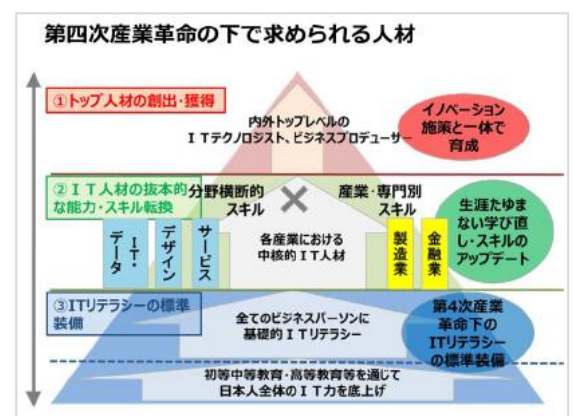 第四次産業革命の下で求められる人材
①トップ人材の創出・獲得
内外トップレベルの
ＩＴテクノロジスト、ビジネスプロデューサー
イノベーション
施策と一体で
育成
②ＩＴ人材の抜本的
な能力・スキル転換
分野横断的
スキル
×
産業・専門別
スキル
IT・
データ
デザイン
サービス
各産業における
中核的ＩＴ人材
製造業
金融業
生涯たゆま
ない学び直
し・スキルの
アップデート
③ITリテラシーの標準
装備
全てのビジネスパーソンに
基礎的ＩＴリテラシー
第4次産業
革命下の
ITリテラシー
の標準装備
初等中等教育・高等教育等を通じて
日本人全体のＩＴ力を底上げ